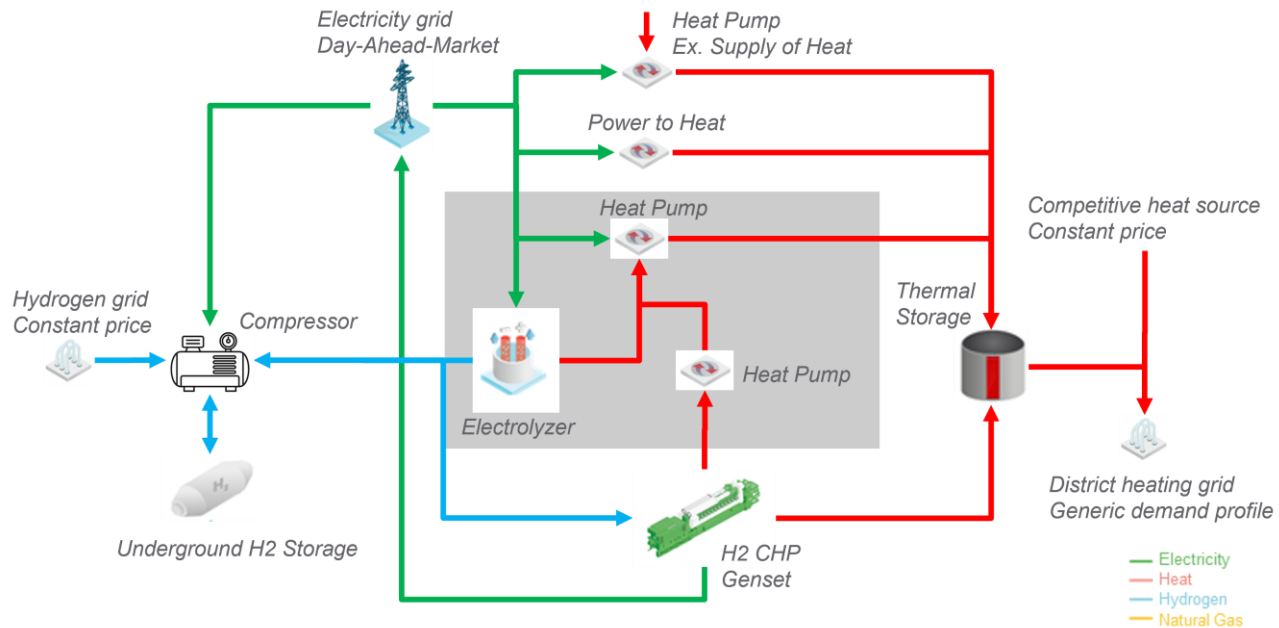 Electricity grid
Day-Ahead-Market
Heat Pump
Ex. Supply of Heat
Power to Heat
Heat Pump
Competitive heat source
Constant price
Hydrogen grid
Constant price
Compressor
Thermal
Storage
Heat Pump
Electrolyzer
H2
Underground H2 Storage
H2 CHP
Genset
District heating grid
Generic demand profile
Electricity
Heat
Hydrogen
Natural Gas